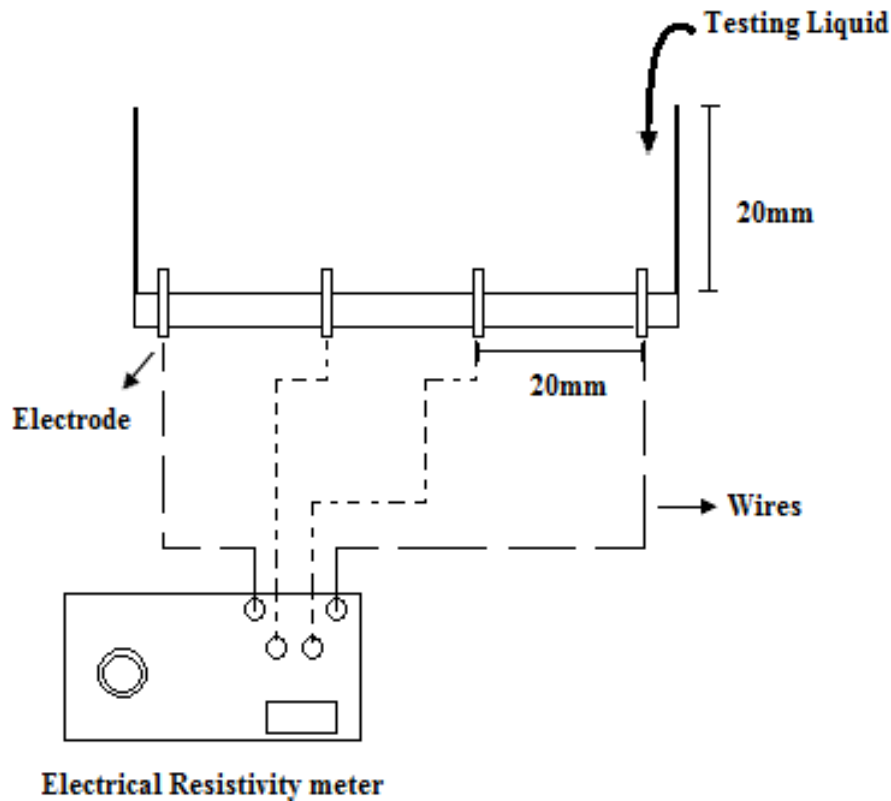 Testing Liquid
20mm
20mm
Electrode
Wires
Electrical Resistivity meter